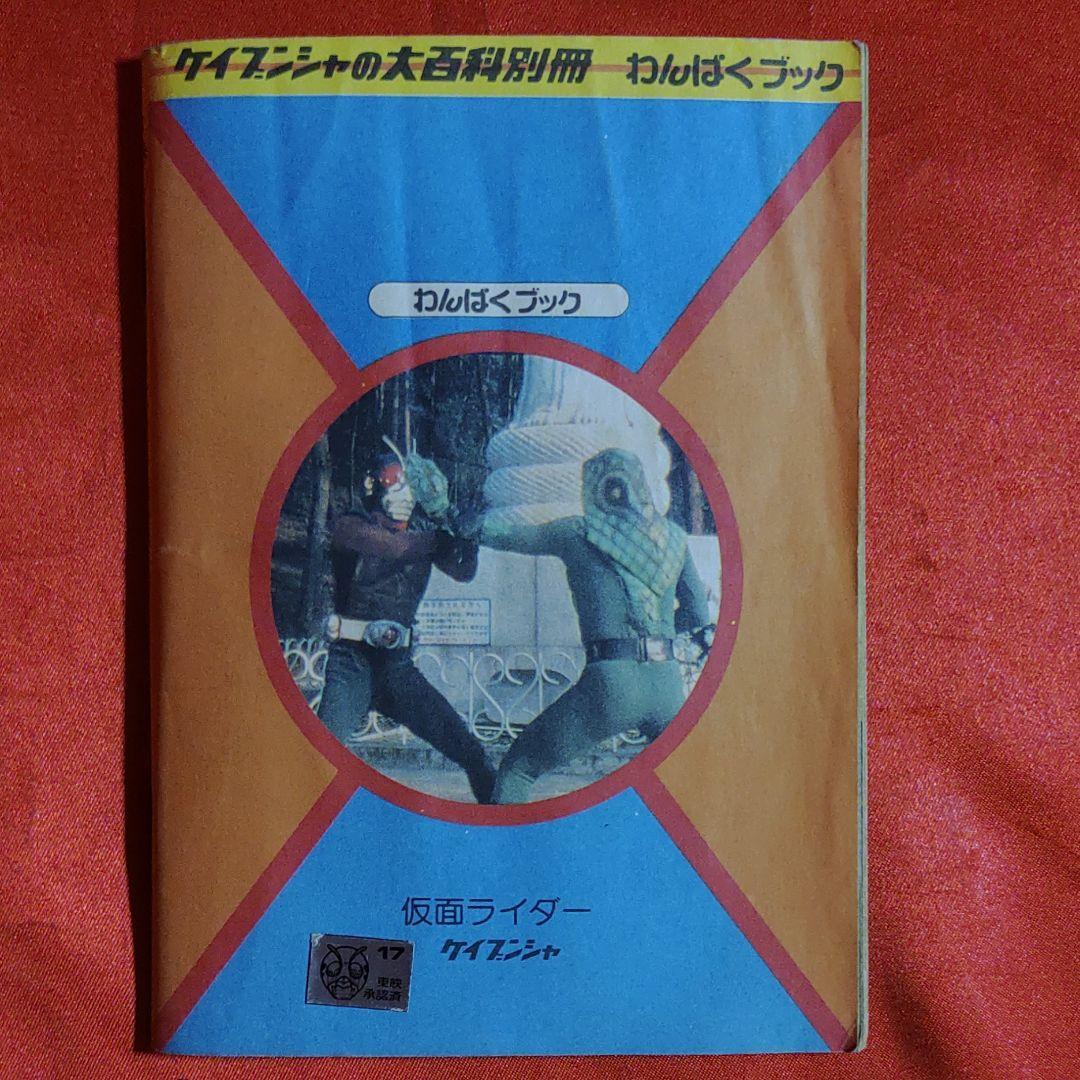 ケイブンシャの大百科別冊 わんぱくブック
わんぱくブック
仮面ライダー
ケイブンシャ
17
東映
承認済